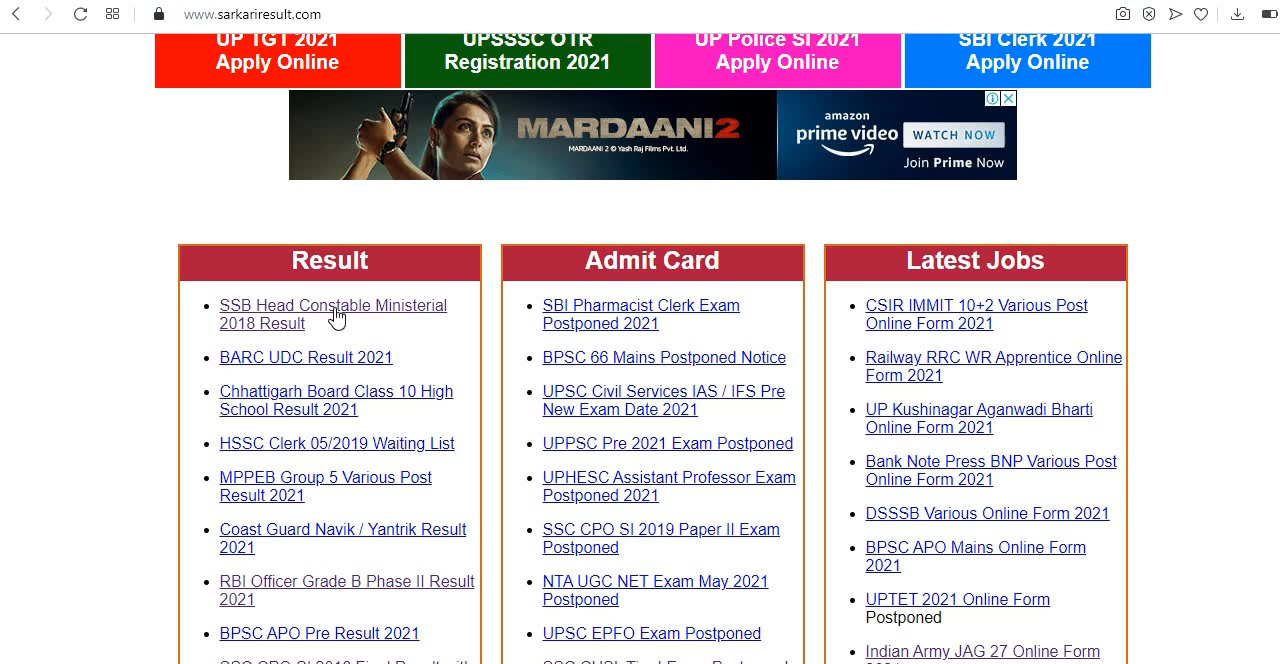 www.sarkariresult.com
UP TGT 2021
Apply Online
UPSSSC OTR
Registration 2021
UP Police SI 2021
Apply Online
SBI Clerk 2021
Apply Online
MARDAANI 2
MARDAANI 2 © Yash Raj Films Pvt. Ltd.
amazon
prime video
WATCH NOW
Join Prime Now
Result
SSB Head Constable Ministerial
2018 Result
BARC UDC Result 2021
Chhattigarh Board Class 10 High
School Result 2021
HSSC Clerk 05/2019 Waiting List
MPPEB Group 5 Various Post
Result 2021
Coast Guard Navik / Yantrik Result
2021
RBI Officer Grade B Phase II Result
2021
BPSC APO Pre Result 2021
Admit Card
SBI Pharmacist Clerk Exam
Postponed 2021
BPSC 66 Mains Postponed Notice
UPSC Civil Services IAS / IFS Pre
New Exam Date 2021
UPPSC Pre 2021 Exam Postponed
UPHESC Assistant Professor Exam
Postponed 2021
SSC CPO SI 2019 Paper II Exam
Postponed
NTA UGC NET Exam May 2021
Postponed
UPSC EPFO Exam Postponed
Latest Jobs
CSIR IMMIT 10+2 Various Post
Online Form 2021
Railway RRC WR Apprentice Online
Form 2021
UP Kushinagar Aganwadi Bharti
Online Form 2021
Bank Note Press BNP Various Post
Online Form 2021
DSSSB Various Online Form 2021
BPSC APO Mains Online Form
2021
UPTET 2021 Online Form
Postponed
Indian Army JAG 27 Online Form